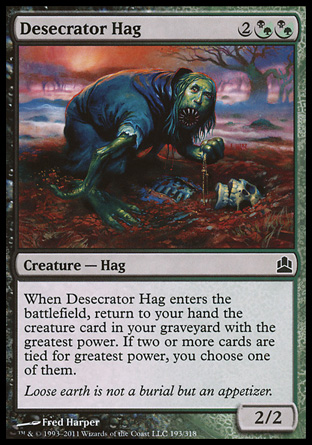 Desecrator Hag 2
Creature — Hag
When Desecrator Hag enters the
battlefield, return to your hand the
creature card in your graveyard with the
greatest power. If two or more cards are
tied for greatest power, you choose one
of them.
Loose earth is not a burial but an appetizer.
Fred Harper
™ & © 1993–2011 Wizards of the Coast LLC 193/318
2/2